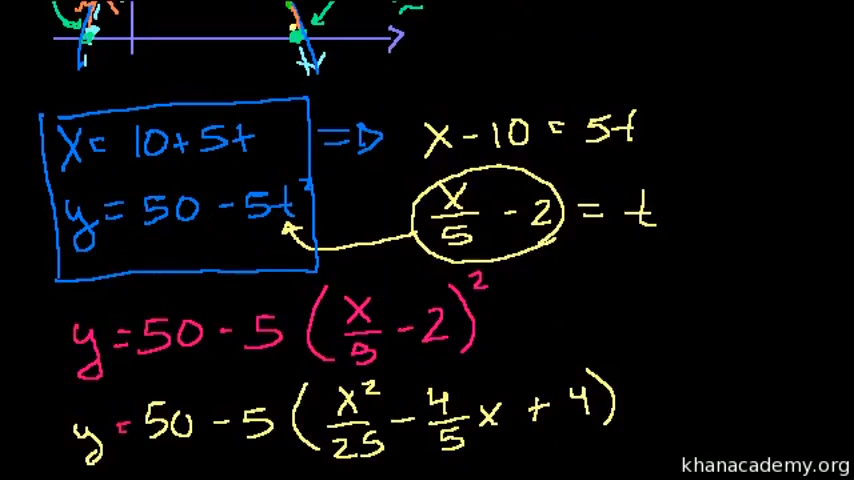 x = 10 + 5t ⇒ x - 10 = 5t
y = 50 - 5t² x/5 - 2 = t
y = 50 - 5(x/5 - 2)²
y = 50 - 5(x²/25 - 4/5 x + 4)
khanacademy.org